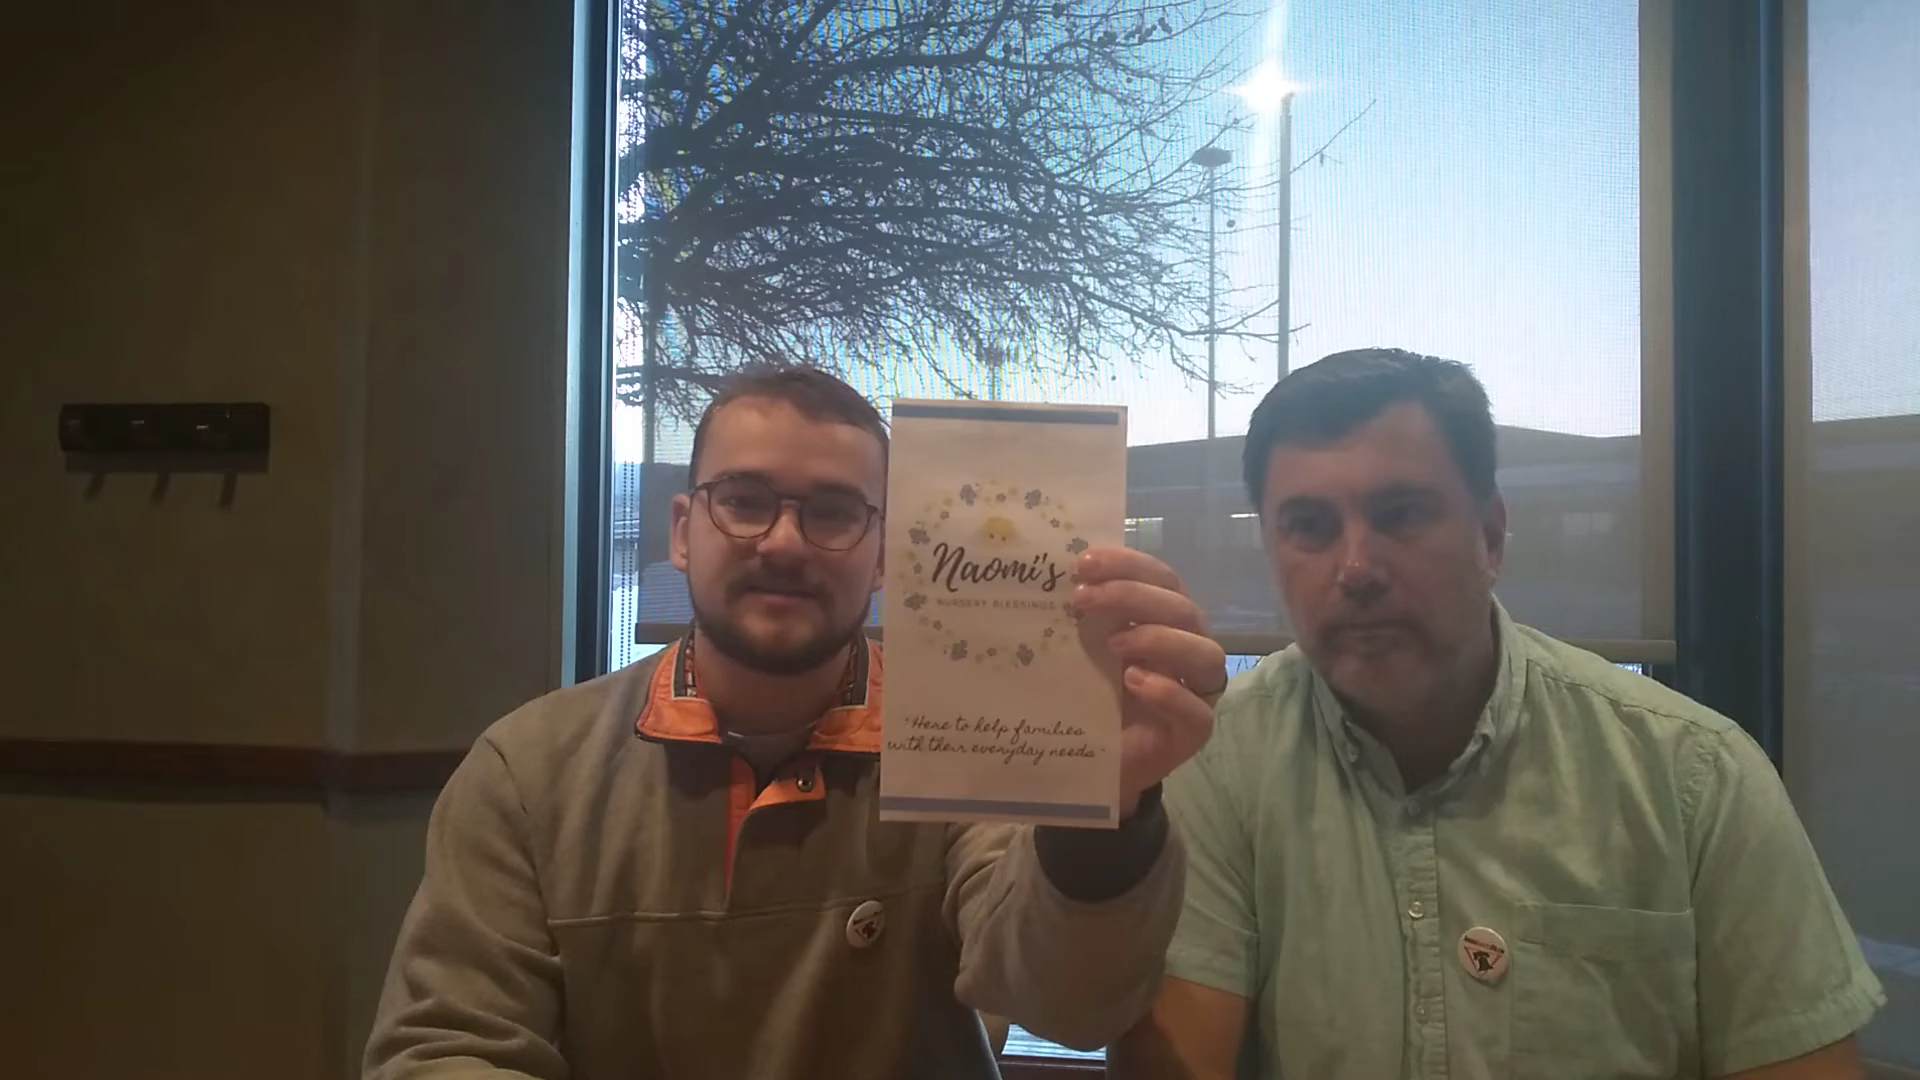 Naomi's
NURSERY BLESSINGS
"Here to help families
with their everyday needs"